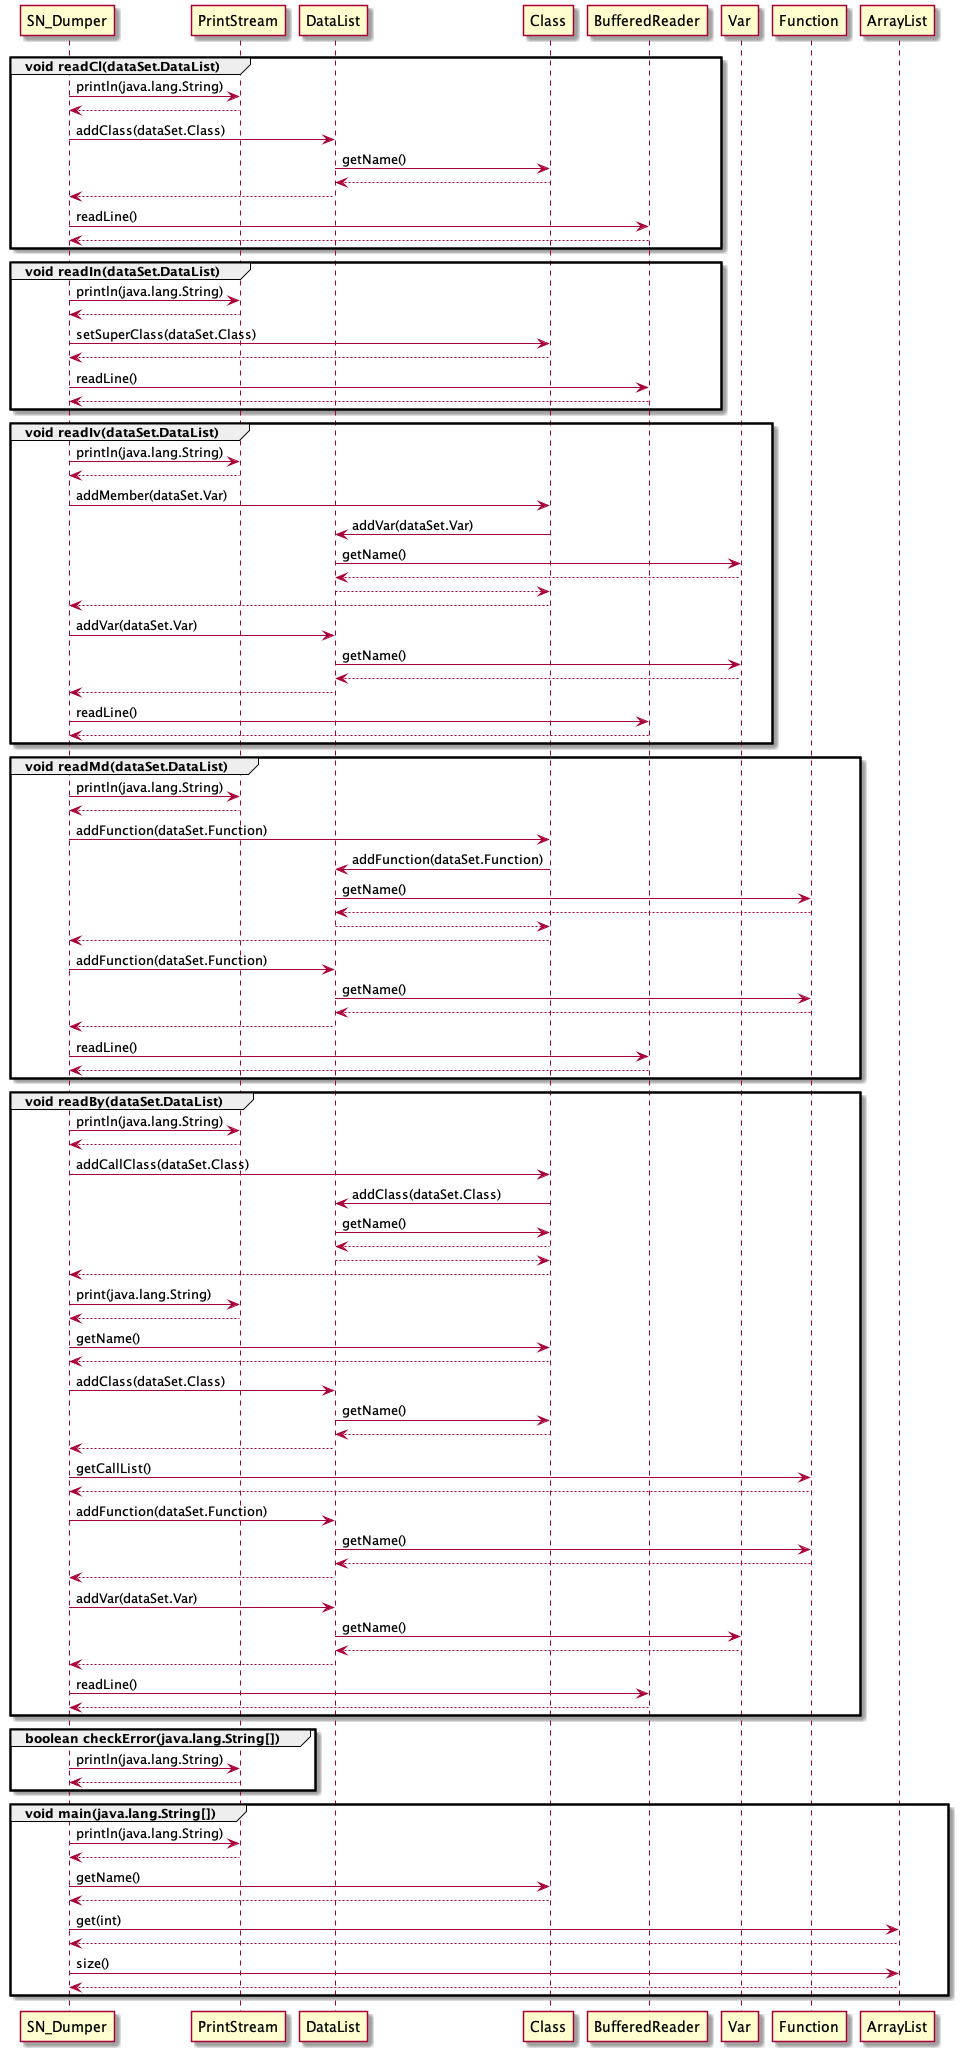 SN_Dumper PrintStream DataList Class BufferedReader Var Function ArrayList
void readCl(dataSet.DataList)
println(java.lang.String)
addClass(dataSet.Class)
getName()
readLine()
void readIn(dataSet.DataList)
println(java.lang.String)
setSuperClass(dataSet.Class)
readLine()
void readIv(dataSet.DataList)
println(java.lang.String)
addMember(dataSet.Var)
addVar(dataSet.Var)
getName()
addVar(dataSet.Var)
getName()
readLine()
void readMd(dataSet.DataList)
println(java.lang.String)
addFunction(dataSet.Function)
addFunction(dataSet.Function)
getName()
addFunction(dataSet.Function)
getName()
readLine()
void readBy(dataSet.DataList)
println(java.lang.String)
addCallClass(dataSet.Class)
addClass(dataSet.Class)
getName()
print(java.lang.String)
getName()
addClass(dataSet.Class)
getName()
getCallList()
addFunction(dataSet.Function)
getName()
addVar(dataSet.Var)
getName()
readLine()
boolean checkError(java.lang.String[])
println(java.lang.String)
void main(java.lang.String[])
println(java.lang.String)
getName()
get(int)
size()
SN_Dumper PrintStream DataList Class BufferedReader Var Function ArrayList